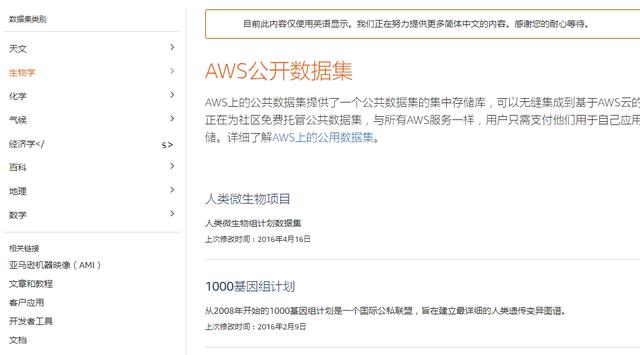 数据集类别
天文
生物学
化学
气候
经济学</ s>
百科
地理
数学
相关链接
亚马逊机器映像（AMI）
文章和教程
客户应用
开发者工具
文档
目前此内容仅使用英语显示。我们正在努力提供更多简体中文的内容。感谢您的耐心等待。
AWS公开数据集
AWS上的公共数据集提供了一个公共数据集的集中存储库，可以无缝集成到基于AWS云的
正在为社区免费托管公共数据集，与所有AWS服务一样，用户只需支付他们用于自己应用
储。详细了解AWS上的公用数据集。
人类微生物项目
人类微生物组计划数据集
上次修改时间：2016年4月16日
1000基因组计划
从2008年开始的1000基因组计划是一个国际公私联盟，旨在建立最详细的人类遗传变异图谱。
上次修改时间：2016年2月9日